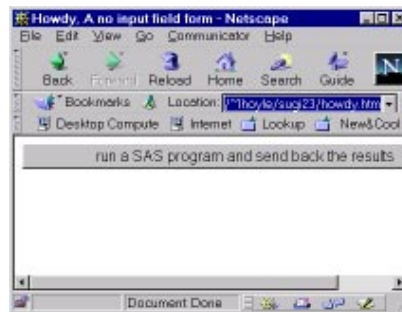 Howdy, A no input field form - Netscape
File Edit View Go Communicator Help
Back Forward Reload Home Search Guide
N
Bookmarks Location: /~lhoyle/sugi23/howdy.htm
Desktop Compute Internet Lookup New&Cool
run a SAS program and send back the results
Document Done